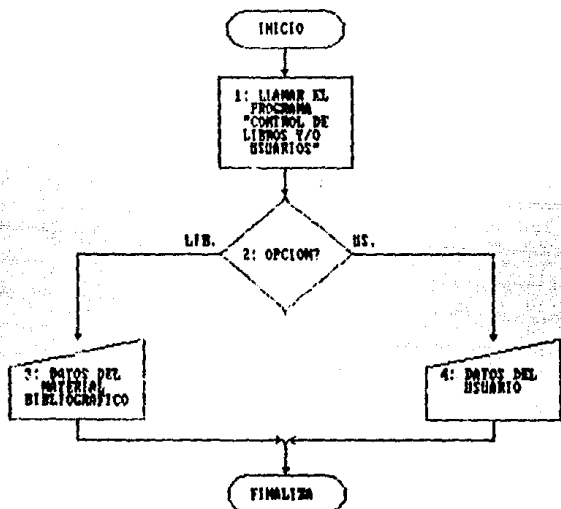 INICIO
1: LLAMAR EL
PROGRAMA
"CONTROL DE
LIBROS Y/O
USUARIOS"
LIB.
2: OPCION?
US.
3: DATOS DEL
MATERIAL
BIBLIOGRAFICO
4: DATOS DEL
USUARIO
FINALIZA